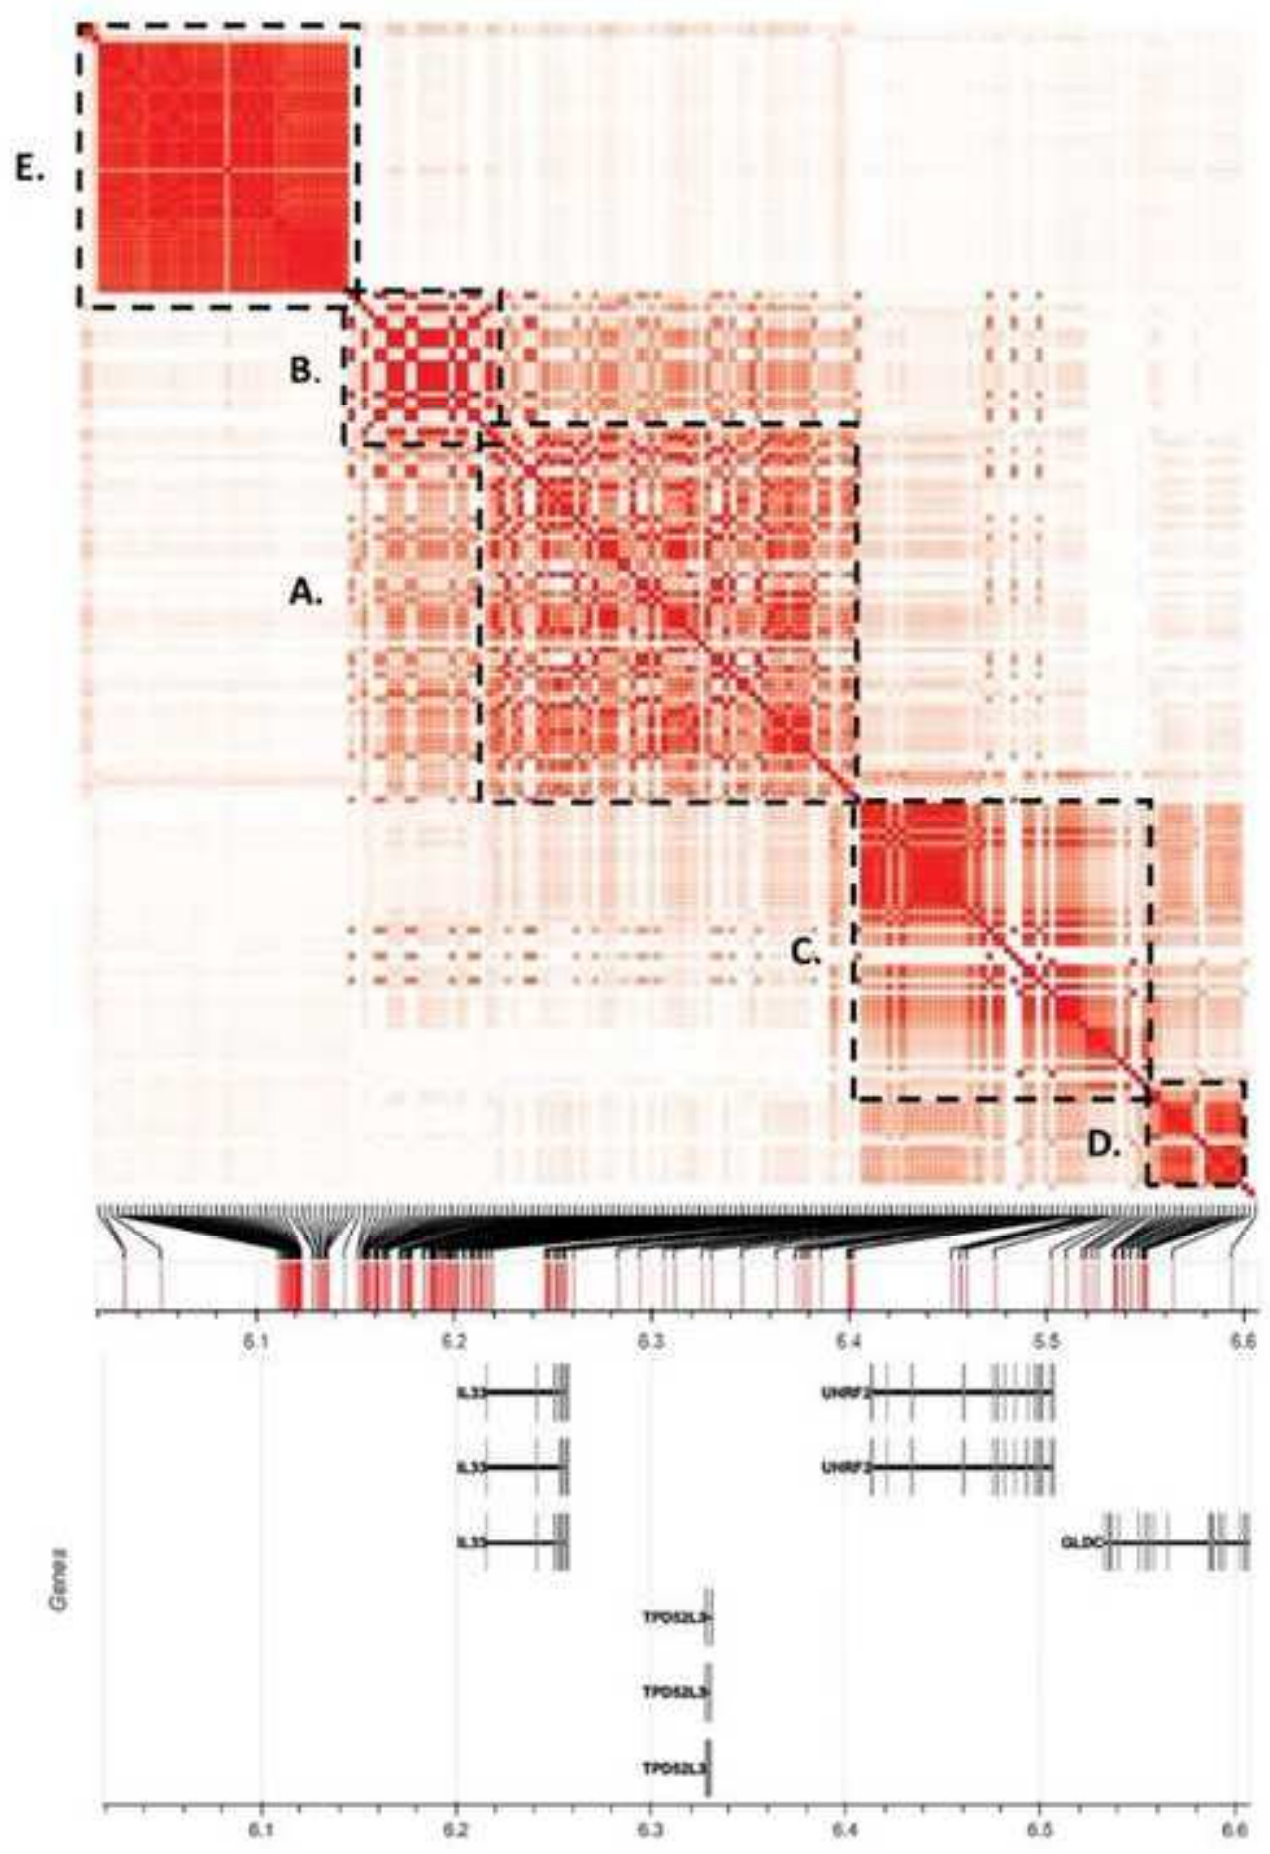 E.
B.
A.
C.
D.
6.1 6.2 6.3 6.4 6.5 6.6
IL33 UHRF2
IL33 UHRF2
IL33 GLDC
Genes
TPD52L3
TPD52L3
TPD52L3
6.1 6.2 6.3 6.4 6.5 6.6